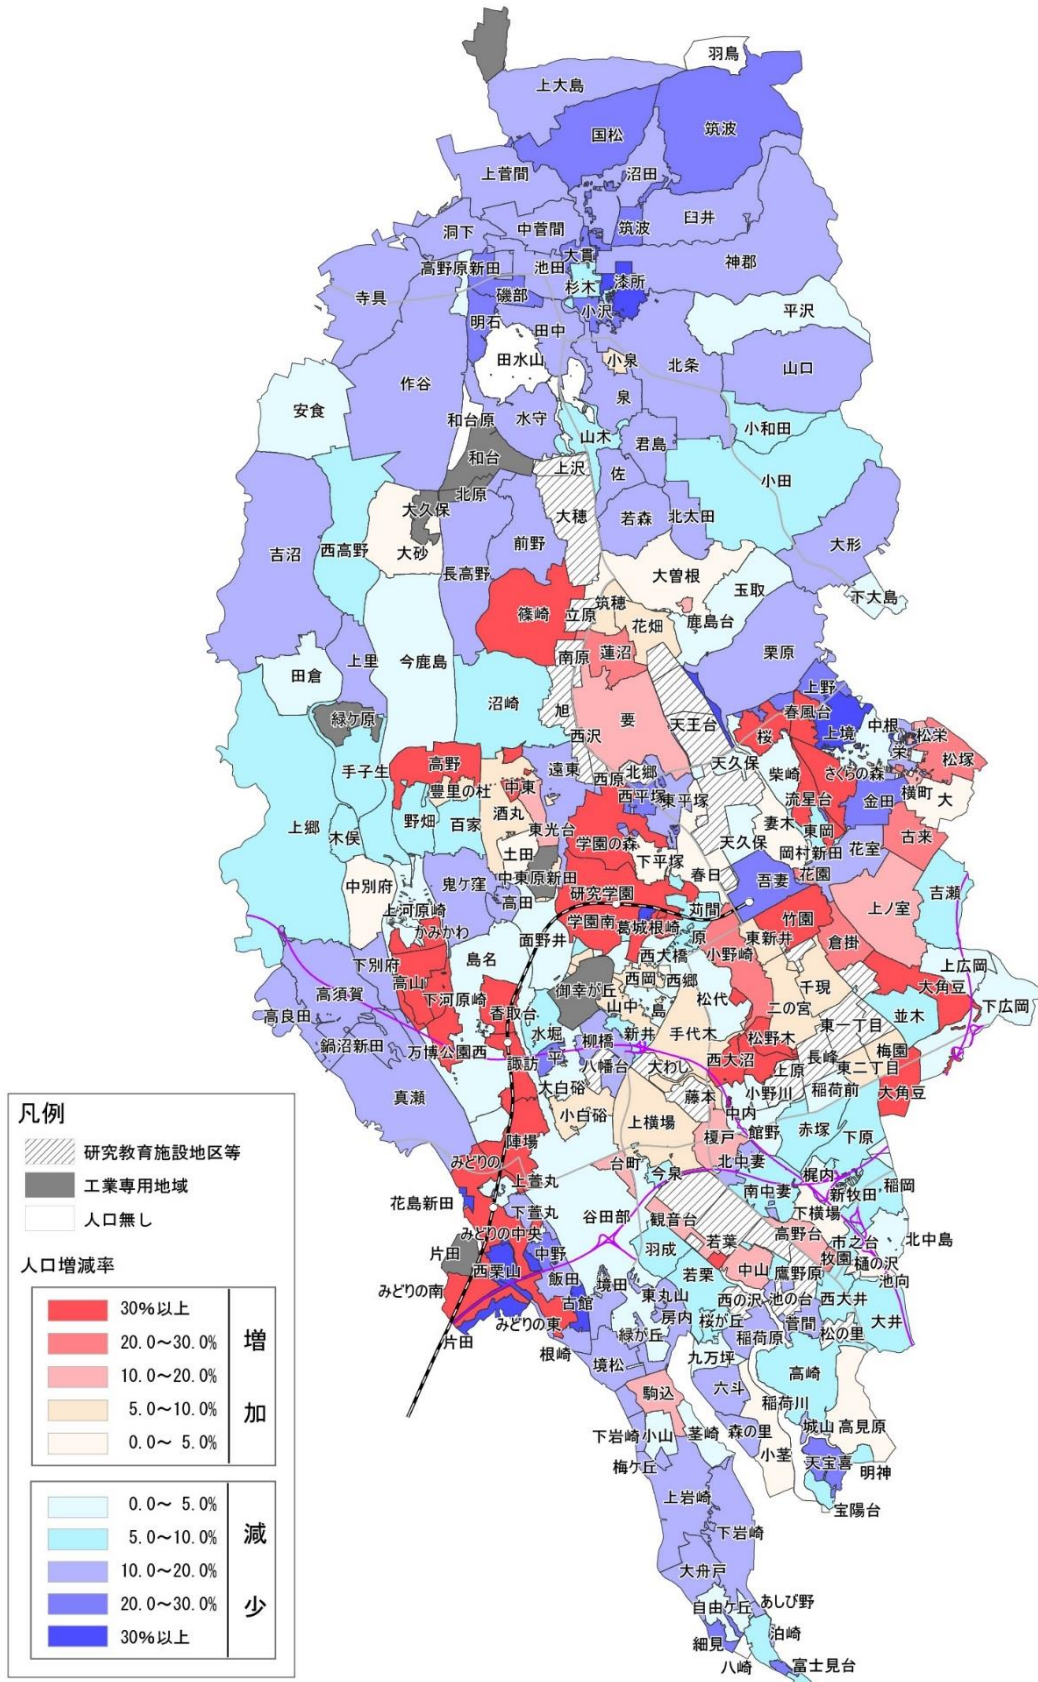 羽鳥
上大島
国松
筑波
上菅間
沼田
洞下
中菅間
筑波
臼井
高野原新田
池田
大貫
神郡
寺具
磯部
杉木
漆所
明石
田中
小沢
平沢
田水山
小泉
北条
山口
作谷
泉
安食
和台原
水守
山木
君島
小和田
和台
上沢
佐
小田
北原
大久保
大穂
若森
北太田
吉沼
西高野
大砂
前野
大形
長高野
大曽根
玉取
下大島
篠崎
立原
筑穂
花畑
鹿島台
田倉
上里
今鹿島
南原
蓮沼
栗原
緑ケ原
沼崎
旭
要
天王台
上野
桜
春風台
上境
中根
栄
松栄
松塚
手子生
高野
遠東
西沢
西原
北郷
天久保
柴崎
さくらの森
横町
大
上郷
豊里の杜
中東
西平塚
東平塚
流星台
金田
木俣
野畑
百家
酒丸
東光台
学園の森
天久保
妻木
東岡
古来
土田
下平塚
岡村新田
花室
中別府
鬼ケ窪
中東原新田
春日
吾妻
花園
吉瀬
上河原崎
高田
研究学園
苅間
竹園
上ノ室
かみかわ
面野井
学園南
葛城根崎
原
小野崎
東新井
倉掛
下別府
島名
西大橋
上広岡
高須賀
高山
御幸が丘
西岡
西郷
松代
千現
大角豆
下広岡
下河原崎
香取台
山中
島
二の宮
並木
高良田
水堀
新井
手代木
松野木
東一丁目
鍋沼新田
万博公園西
柳橋
西大沼
長峰
梅園
諏訪
平
八幡台
大わし
上原
東二丁目
真瀬
大白硲
藤本
小野川
稲荷前
大角豆
小白硲
上横場
中内
陣場
榎戸
館野
赤塚
下原
みどりの
台町
北中妻
上萱丸
今泉
南中妻
梶内
稲岡
花島新田
下萱丸
新牧田
みどりの中央
谷田部
観音台
下横場
片田
中野
羽成
若葉
高野台
市之台
北中島
西栗山
飯田
中山
牧園
樋の沢
みどりの南
境田
若栗
鷹野原
池向
古館
東丸山
西の沢
池の台
西大井
みどりの東
房内
桜が丘
大井
片田
緑が丘
稲荷原
菅間
松の里
根崎
境松
九万坪
高崎
駒込
六斗
稲荷川
下岩崎
小山
茎崎
森の里
城山
高見原
梅ケ丘
小茎
天宝喜
明神
上岩崎
宝陽台
下岩崎
大舟戸
自由ケ丘
あしび野
細見
泊崎
八崎
富士見台
凡例
研究教育施設地区等
工業専用地域
人口無し
人口増減率
30%以上
20.0～30.0%
10.0～20.0%
5.0～10.0%
0.0～ 5.0%
増
加
0.0～ 5.0%
5.0～10.0%
10.0～20.0%
20.0～30.0%
30%以上
減
少